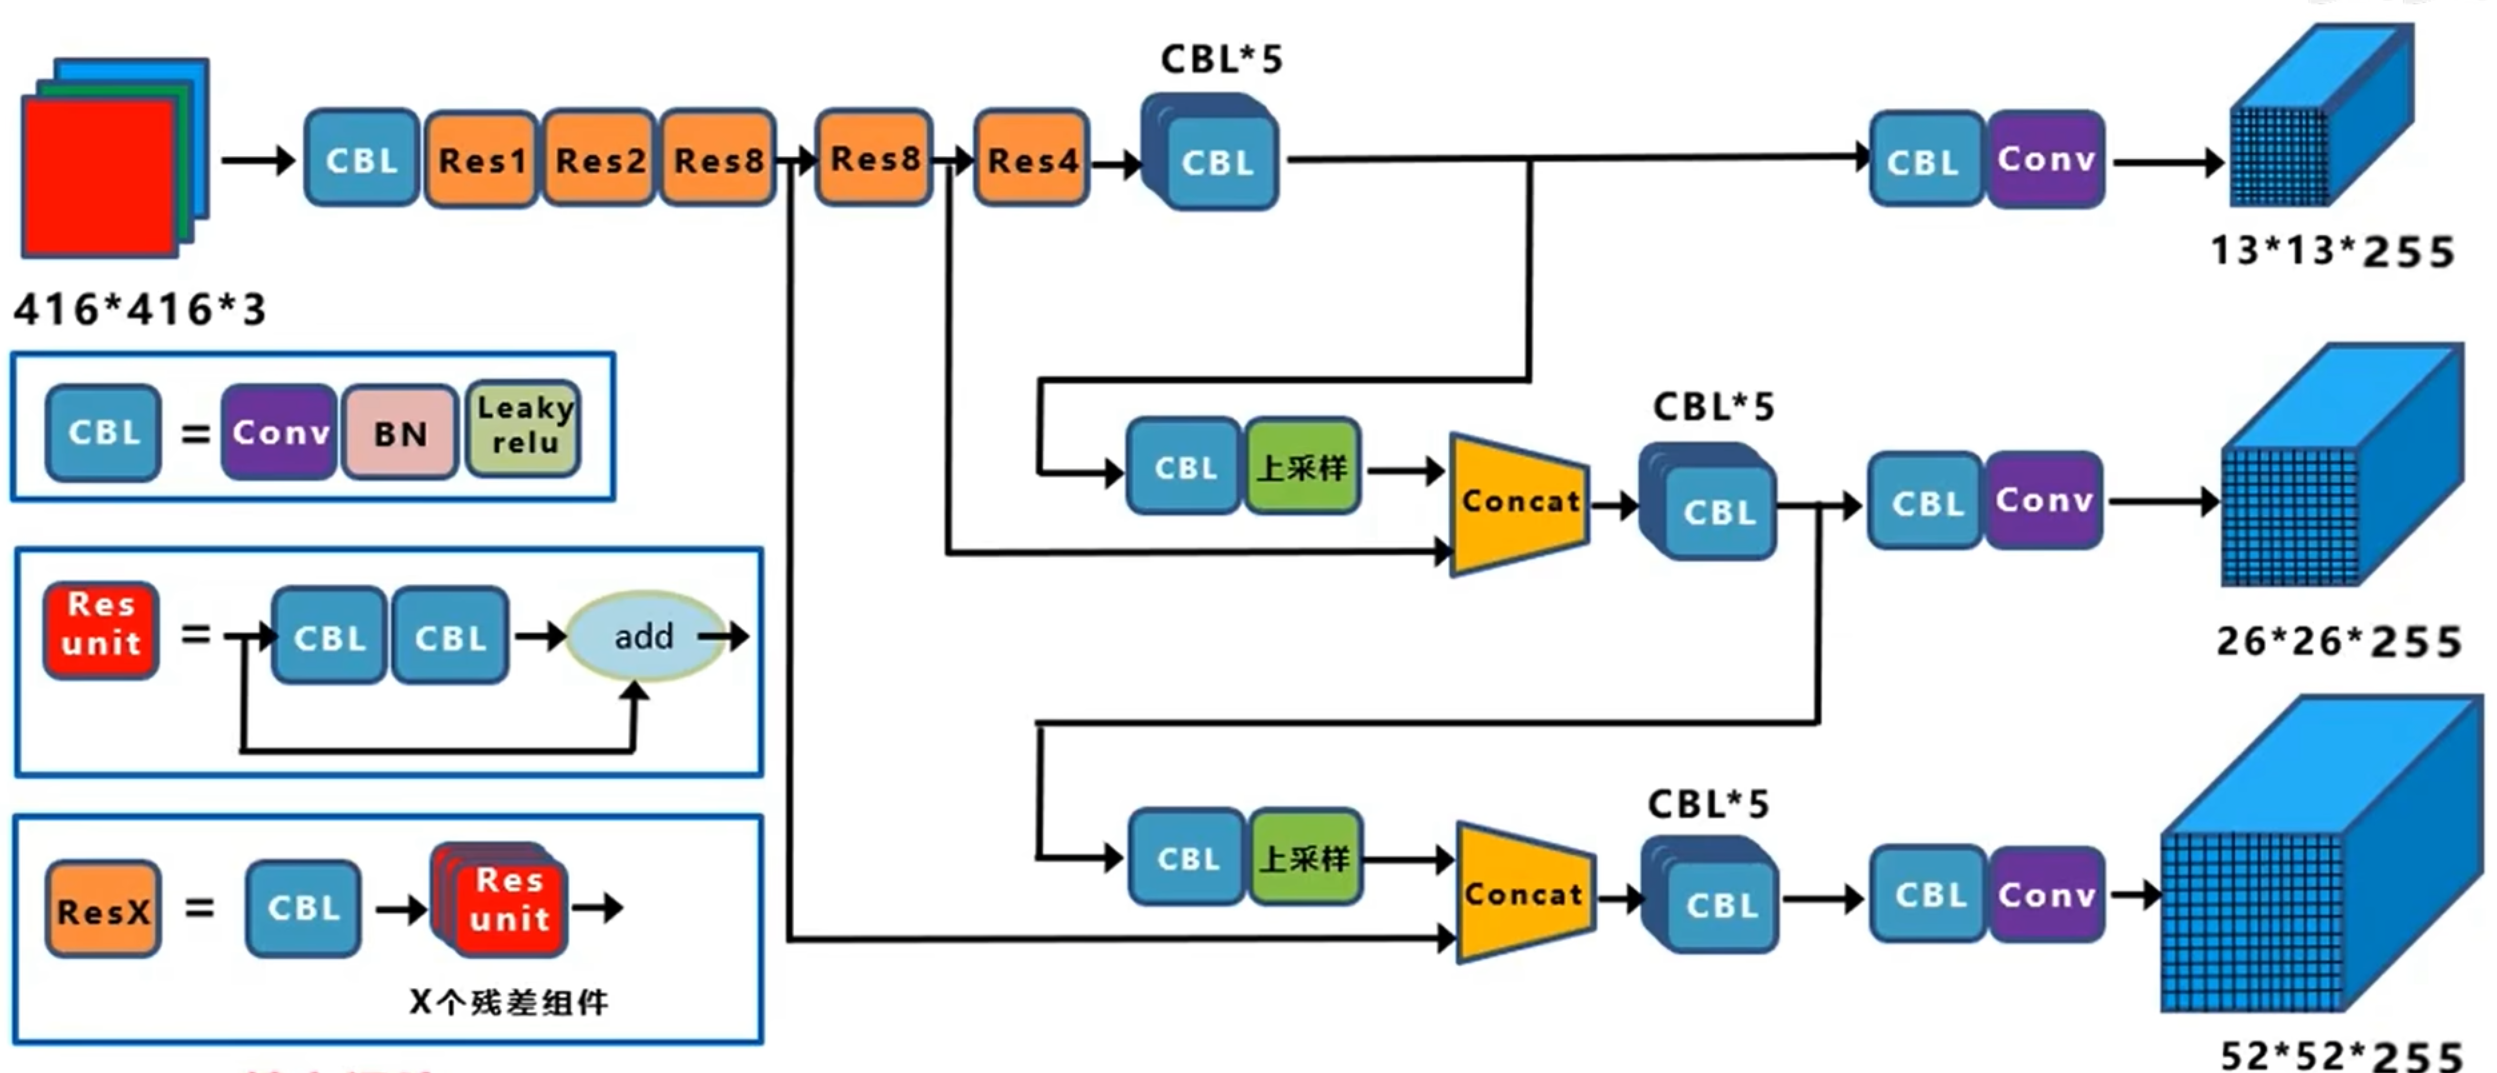 CBL*5
CBL Res1 Res2 Res8 Res8 Res4 CBL CBL Conv
13*13*255
416*416*3
CBL = Conv BN Leaky relu
CBL*5
CBL 上采样 Concat CBL CBL Conv
26*26*255
Res unit = CBL CBL add
CBL*5
CBL 上采样 Concat CBL CBL Conv
52*52*255
ResX = CBL Res unit
X个残差组件